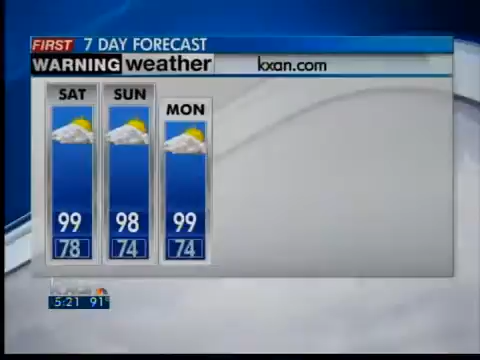 FIRST 7 DAY FORECAST
WARNING weather kxan.com
SAT SUN MON
99 98 99
78 74 74
5:21 91°